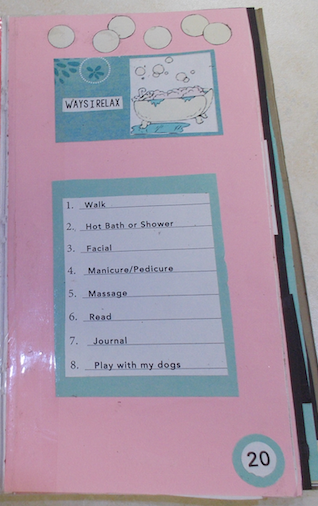 WAYS I RELAX
1. Walk
2. Hot Bath or Shower
3. Facial
4. Manicure/Pedicure
5. Massage
6. Read
7. Journal
8. Play with my dogs
20